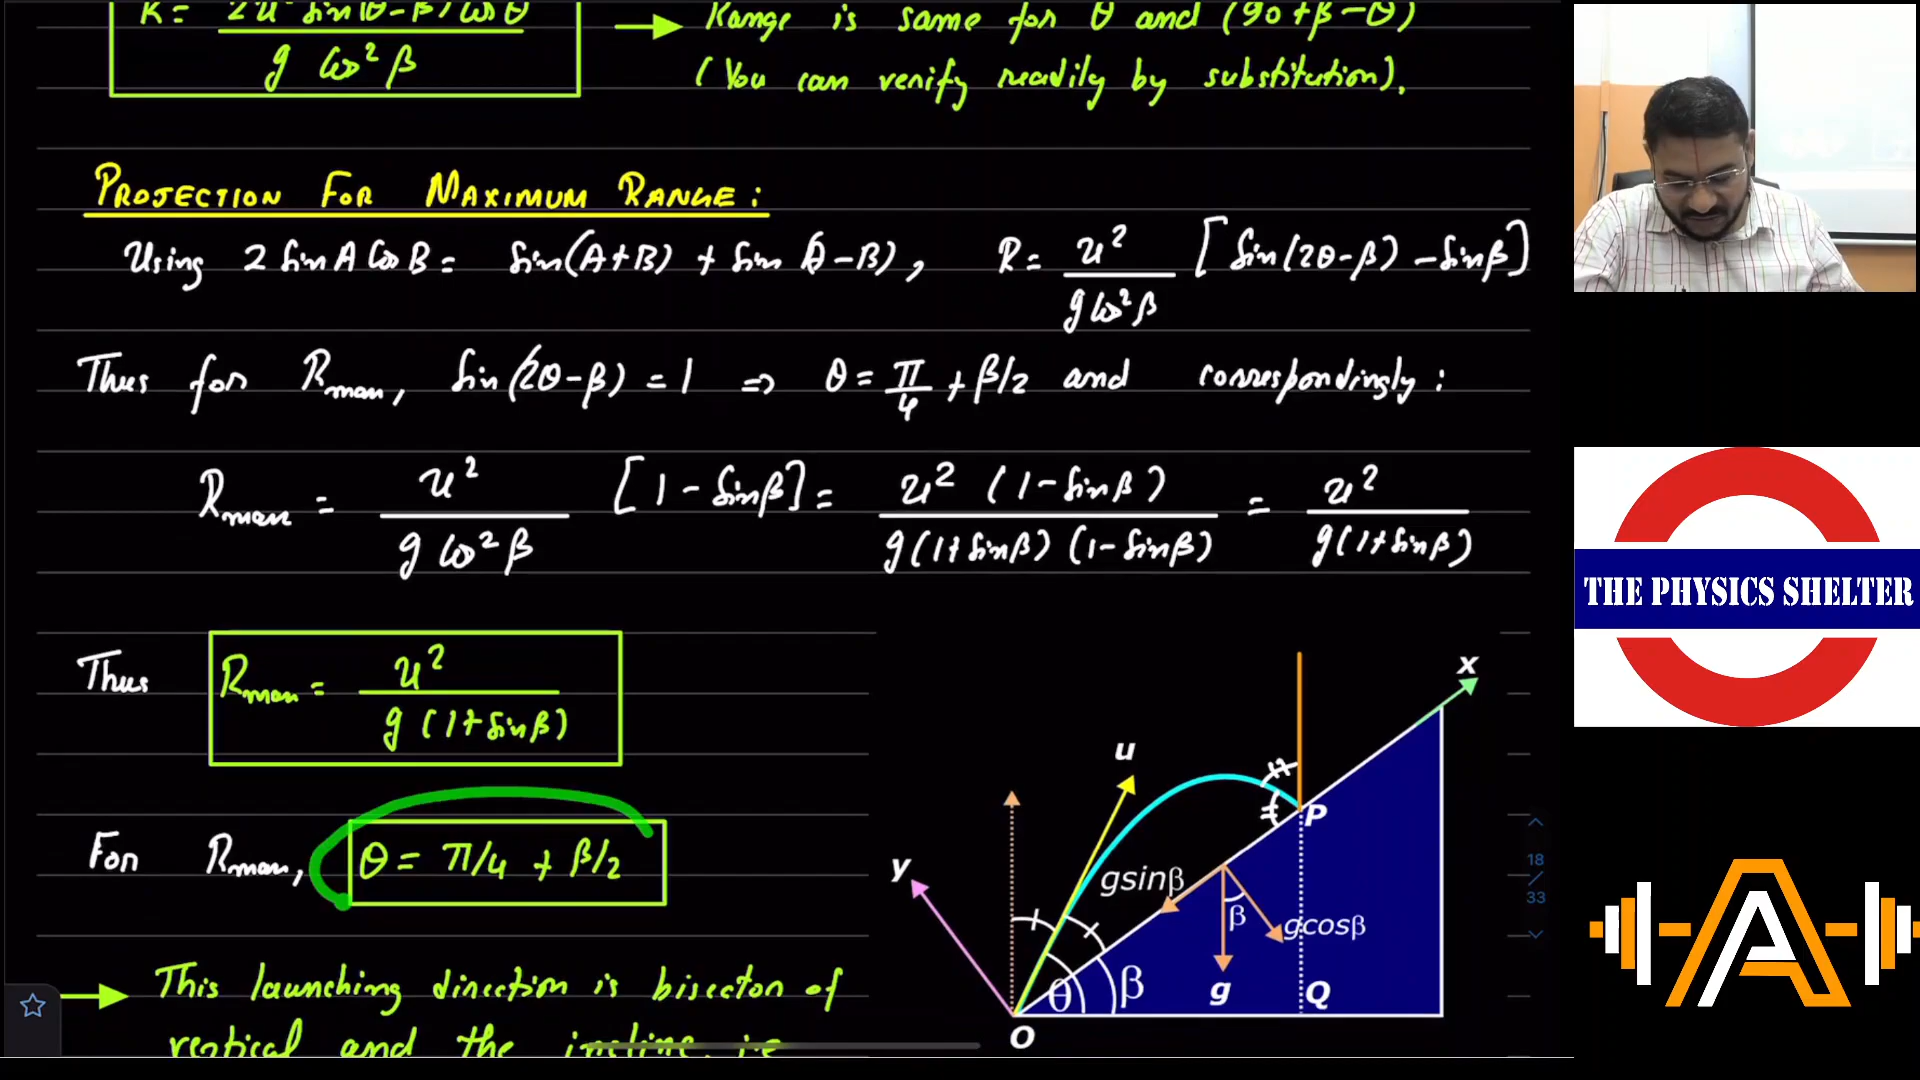 R = 2u² sin(θ-β) cosθ / g cos²β → Range is same for θ and (90+β-θ)
(You can verify readily by substitution).
PROJECTION FOR MAXIMUM RANGE:
Using 2 sinA cosB = sin(A+B) + sin(A-B), R = u² / g cos²β [sin(2θ-β) - sinβ]
Thus for Rmax, sin(2θ-β) = 1 ⇒ θ = π/4 + β/2 and correspondingly:
Rmax = u² / g cos²β [1 - sinβ] = u² (1 - sinβ) / g(1+sinβ)(1-sinβ) = u² / g(1+sinβ)
THE PHYSICS SHELTER
Thus Rmax = u² / g(1+sinβ)
For Rmax, θ = π/4 + β/2
→ This launching direction is bisector of
vertical and the incline, i.e
x
u
P
y
gsinβ
β
gcosβ
θ
β
g
Q
O
18
/
33
A